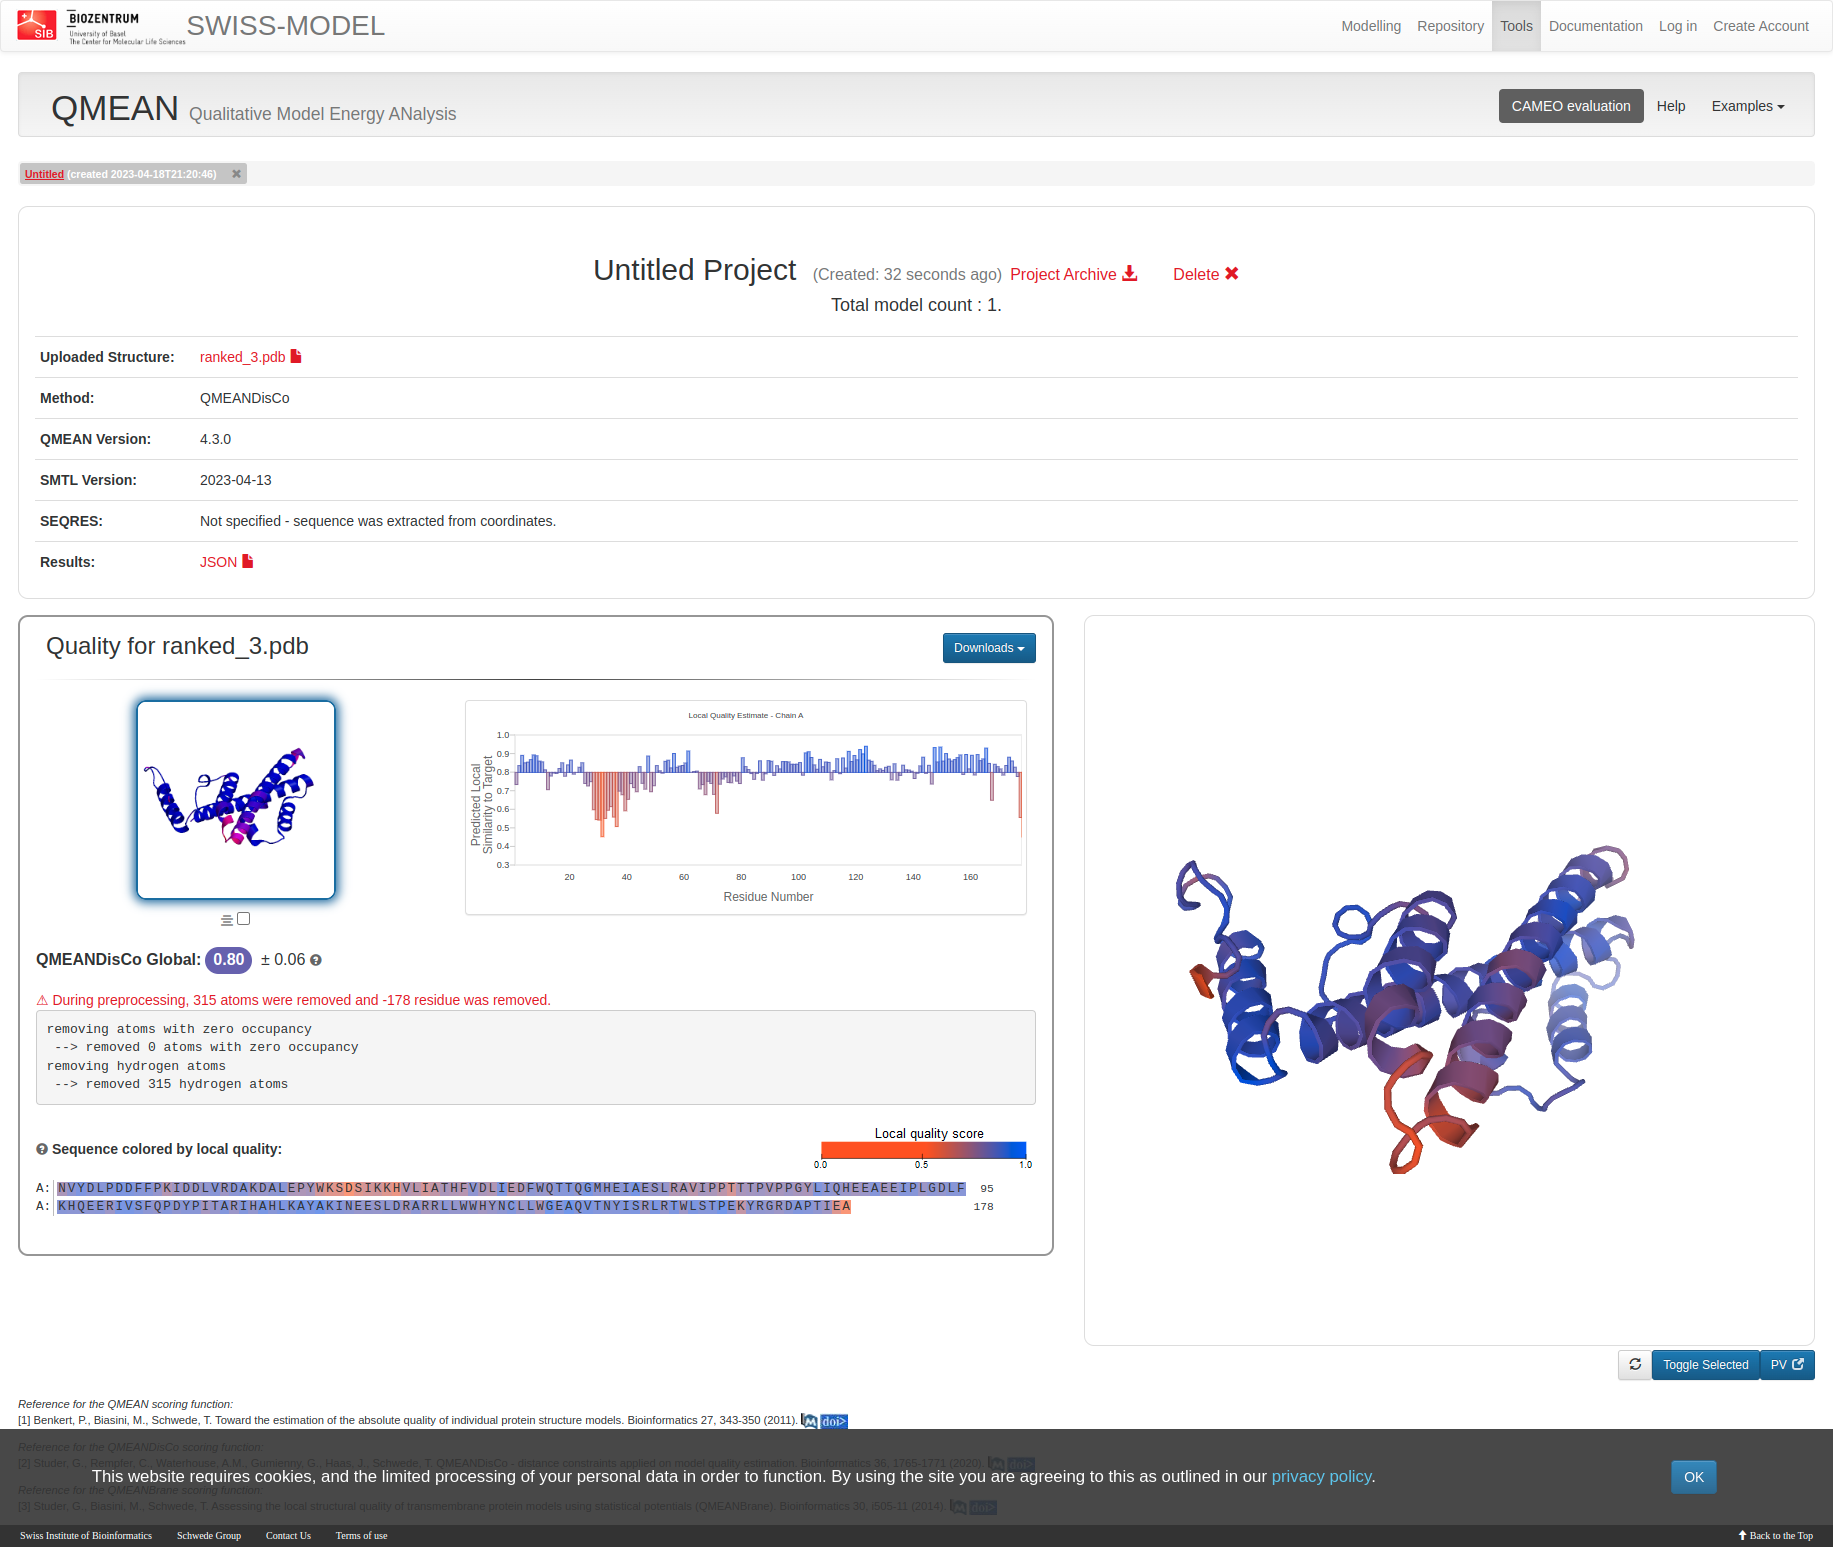 SIB
BIOZENTRUM
University of Basel
The Center for Molecular Life Sciences
SWISS-MODEL
Modelling Repository Tools Documentation Log in Create Account
QMEAN Qualitative Model Energy ANalysis
CAMEO evaluation Help Examples
Untitled (created 2023-04-18T21:20:46) ✖
Untitled Project (Created: 32 seconds ago) Project Archive Delete ✖
Total model count : 1.
Uploaded Structure: ranked_3.pdb
Method: QMEANDisCo
QMEAN Version: 4.3.0
SMTL Version: 2023-04-13
SEQRES: Not specified - sequence was extracted from coordinates.
Results: JSON
Quality for ranked_3.pdb
Downloads
Local Quality Estimate - Chain A
Predicted Local
Similarity to Target
1.0
0.9
0.8
0.7
0.6
0.5
0.4
0.3
20 40 60 80 100 120 140 160
Residue Number
QMEANDisCo Global: 0.80 ± 0.06 ?
⚠ During preprocessing, 315 atoms were removed and -178 residue was removed.
removing atoms with zero occupancy
--> removed 0 atoms with zero occupancy
removing hydrogen atoms
--> removed 315 hydrogen atoms
? Sequence colored by local quality:
Local quality score
0.0 0.5 1.0
A: NVYDLPDDFFPKIDDLVRDAKDALEPYWKSDSIKKHVLIATHFVDLIEDFWQTTQGMHEIAESLRAVIPPTTTPVPPGYLIQHEEAEEIPLGDLF 95
A: KHQEERIVSFQPDYPITARIHAHLKAYAKINEESLDRARRLLWWHYNCLLWGEAQVTNYISRLRTWLSTPEKYRGRDAPTIEA 178
Toggle Selected PV
Reference for the QMEAN scoring function:
[1] Benkert, P., Biasini, M., Schwede, T. Toward the estimation of the absolute quality of individual protein structure models. Bioinformatics 27, 343-350 (2011). M doi>
Reference for the QMEANDisCo scoring function:
[2] Studer, G., Rempfer, C., Waterhouse, A.M., Gumienny, G., Haas, J., Schwede, T. QMEANDisCo - distance constraints applied on model quality estimation. Bioinformatics 36, 1765-1771 (2020). M doi>
This website requires cookies, and the limited processing of your personal data in order to function. By using the site you are agreeing to this as outlined in our privacy policy.
OK
Reference for the QMEANBrane scoring function:
[3] Studer, G., Biasini, M., Schwede, T. Assessing the local structural quality of transmembrane protein models using statistical potentials (QMEANBrane). Bioinformatics 30, i505-11 (2014). M doi>
Swiss Institute of Bioinformatics Schwede Group Contact Us Terms of use
Back to the Top